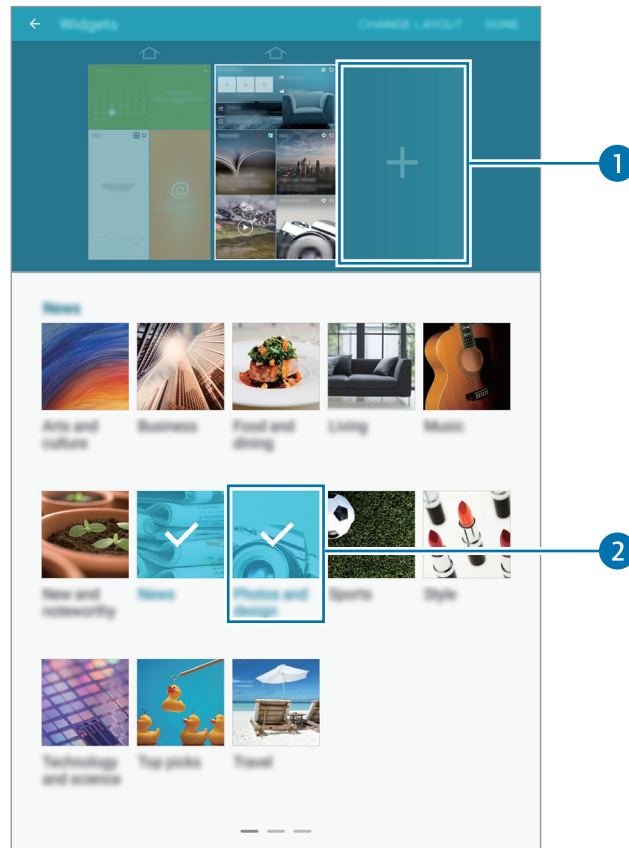 Widgets
CHANGE LAYOUT DONE
@
1
News
Arts and
culture
Business
Food and
dining
Living
Music
2
New and
noteworthy
News
Photos and
design
Sports
Style
Technology
and science
Top picks
Travel